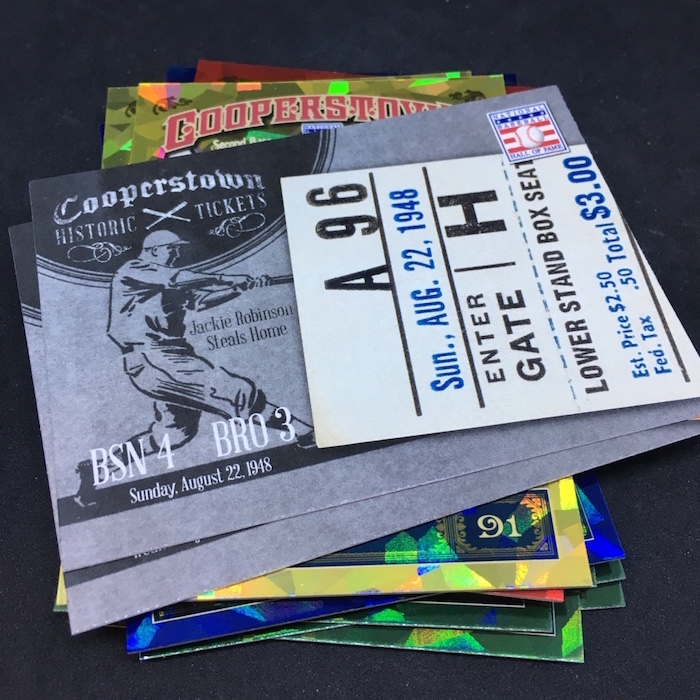 COOPERSTOWN
Second Bas
NATIONAL
BASEBALL
HALL OF FAME
Cooperstown
HISTORIC TICKETS
Jackie Robinson
Steals Home
BSN 4 BRO 3
Sunday, August 22, 1948
A 96
Sun., AUG. 22, 1948
ENTER
GATE H
LOWER STAND BOX SEAT
Est. Price $2.50
Fed. Tax .50 Total $3.00
91